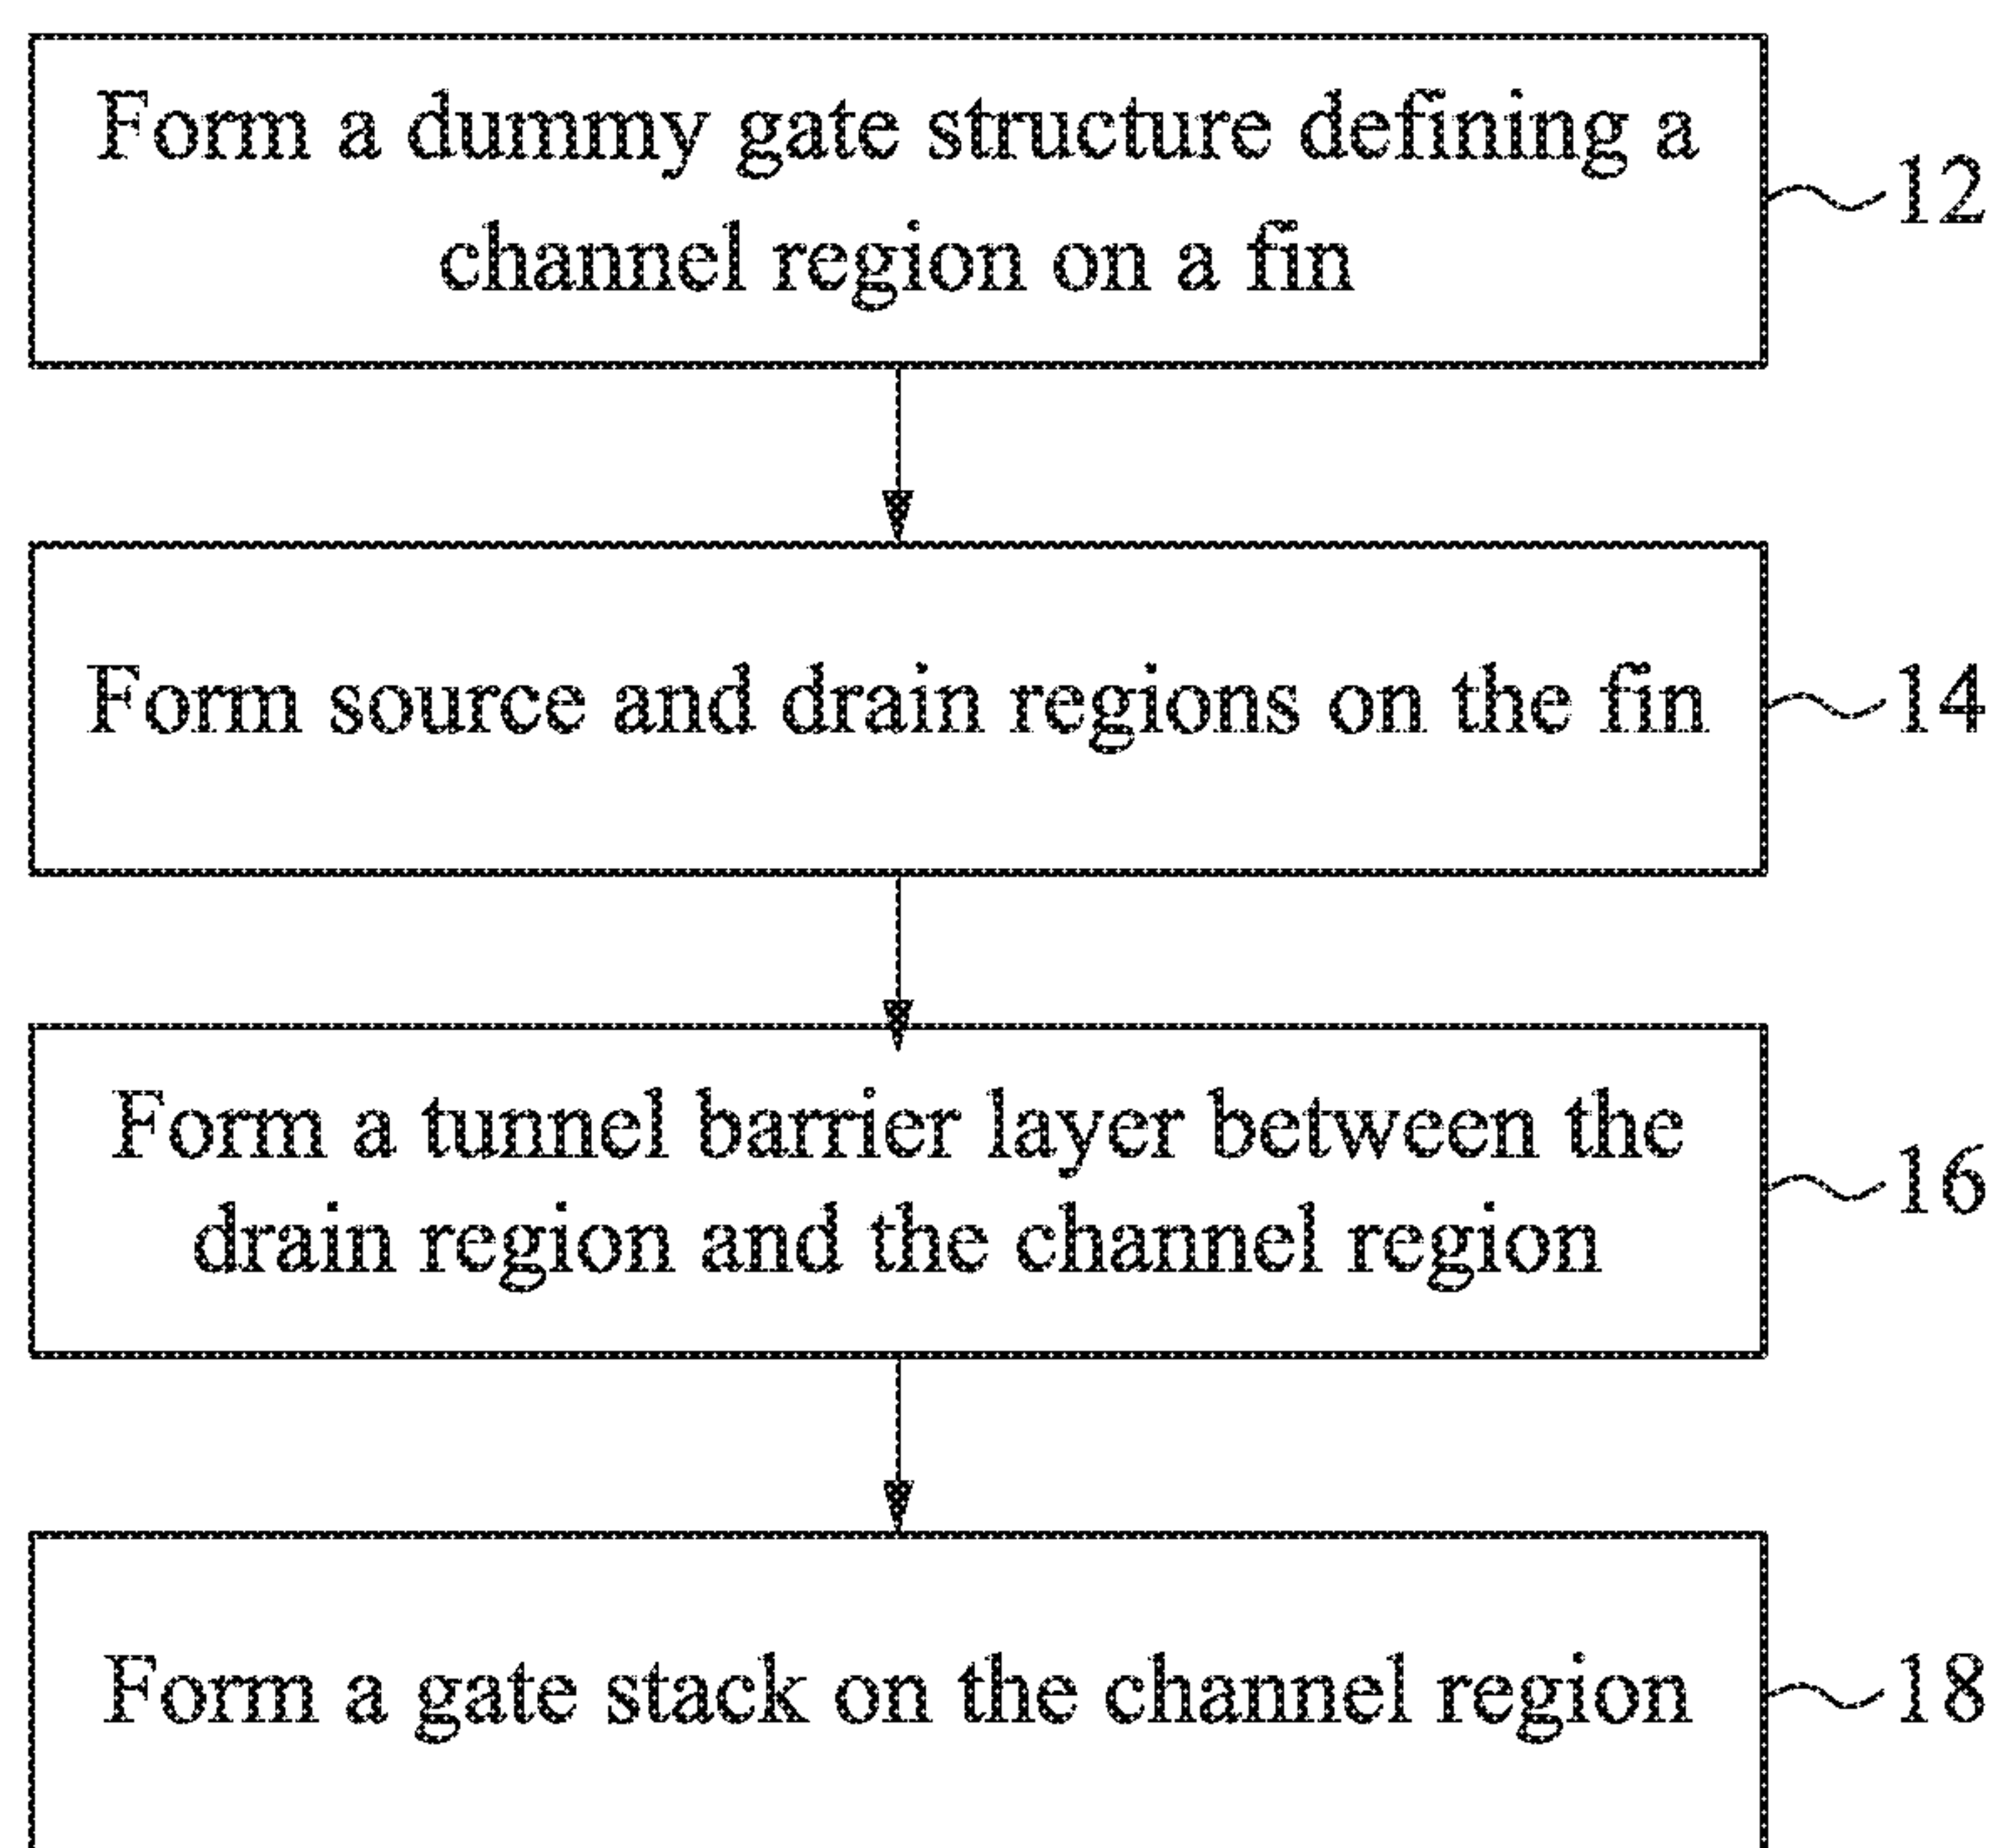 Form a dummy gate structure defining a
channel region on a fin
12
Form source and drain regions on the fin
14
Form a tunnel barrier layer between the
drain region and the channel region
16
Form a gate stack on the channel region
18